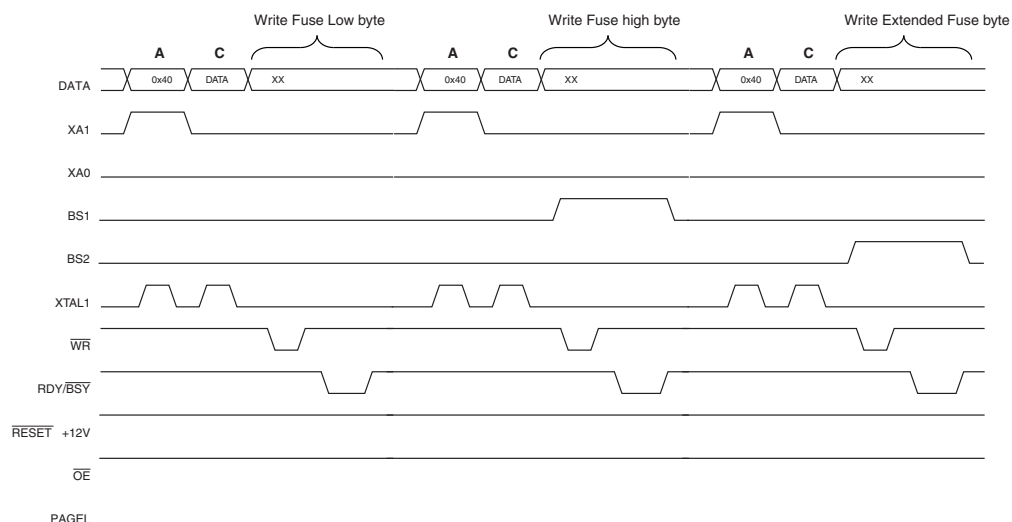 Write Fuse Low byte Write Fuse high byte Write Extended Fuse byte
A C A C A C
DATA 0x40 DATA XX 0x40 DATA XX 0x40 DATA XX
XA1
XA0
BS1
BS2
XTAL1
WR
RDY/BSY
RESET +12V
OE
PAGEL